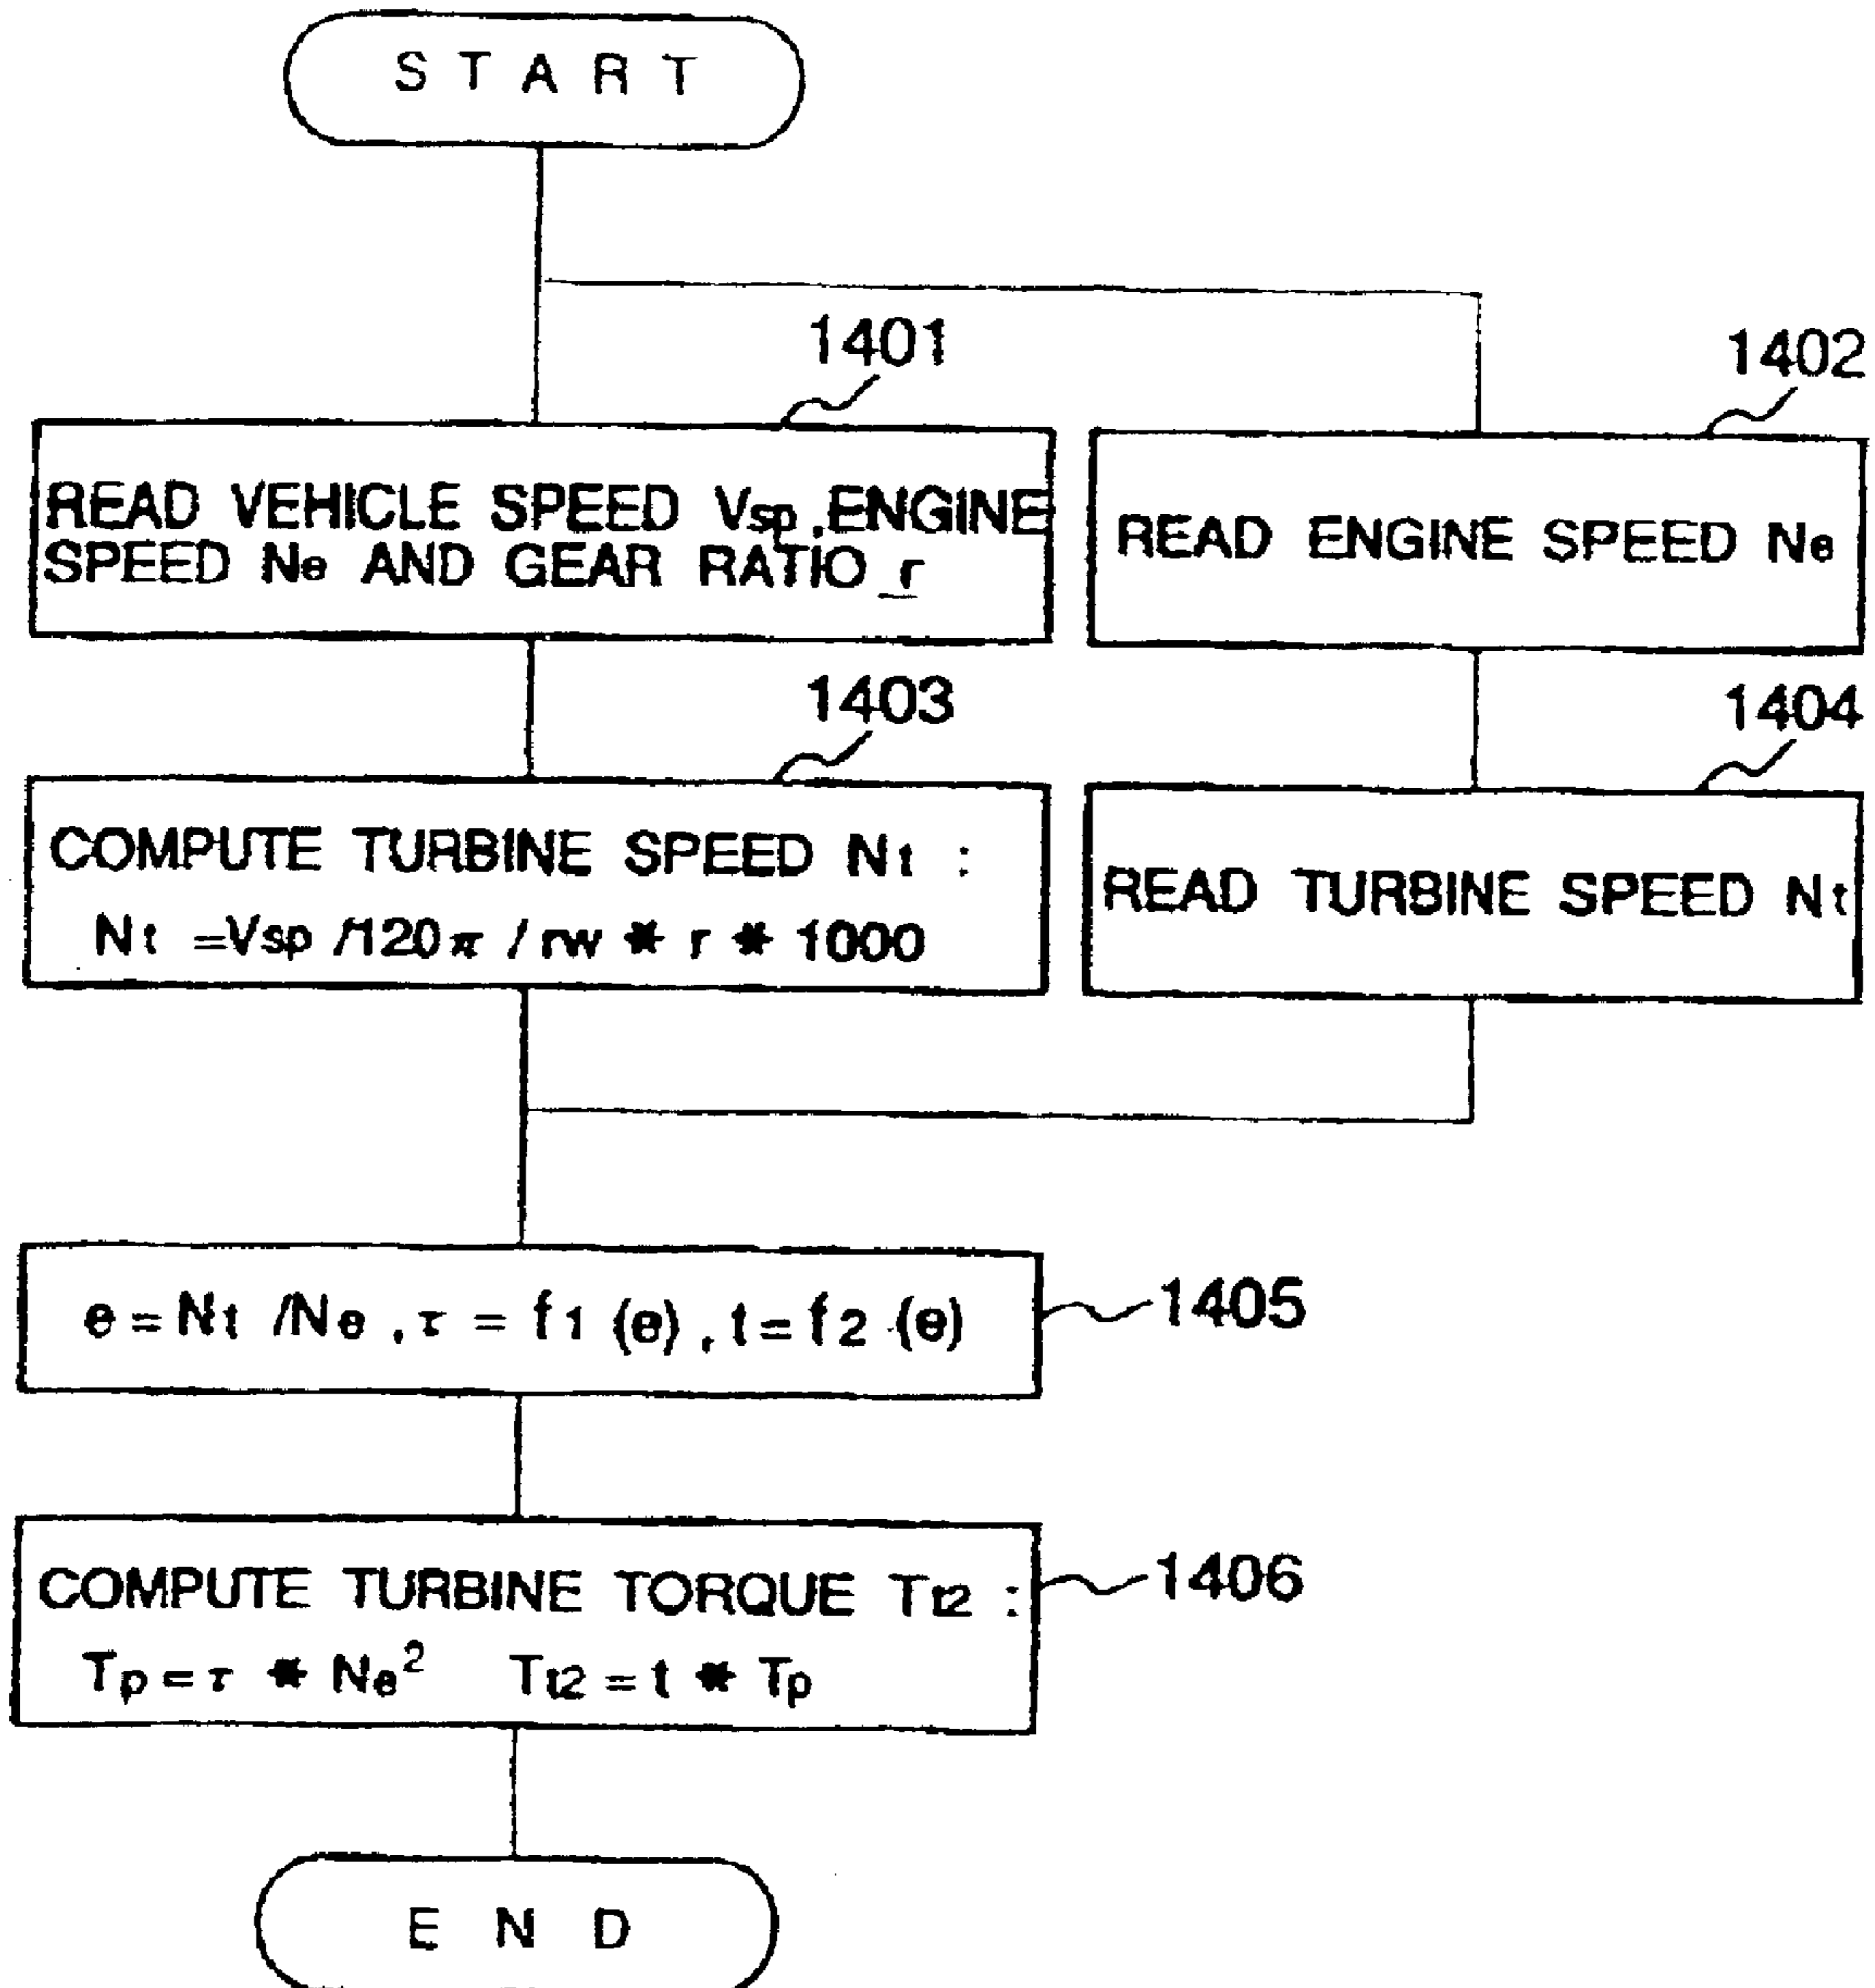 S T A R T
1401
1402
READ VEHICLE SPEED Vsp, ENGINE
SPEED Ne AND GEAR RATIO r
READ ENGINE SPEED Ne
1403
1404
COMPUTE TURBINE SPEED Nt :
Nt =Vsp /120π / rw * r * 1000
READ TURBINE SPEED Nt
e = Nt /Ne , τ = f1 (e) , t = f2 (e)
1405
COMPUTE TURBINE TORQUE Tt2 :
1406
Tp = τ * Ne² Tt2 = t * Tp
E N D